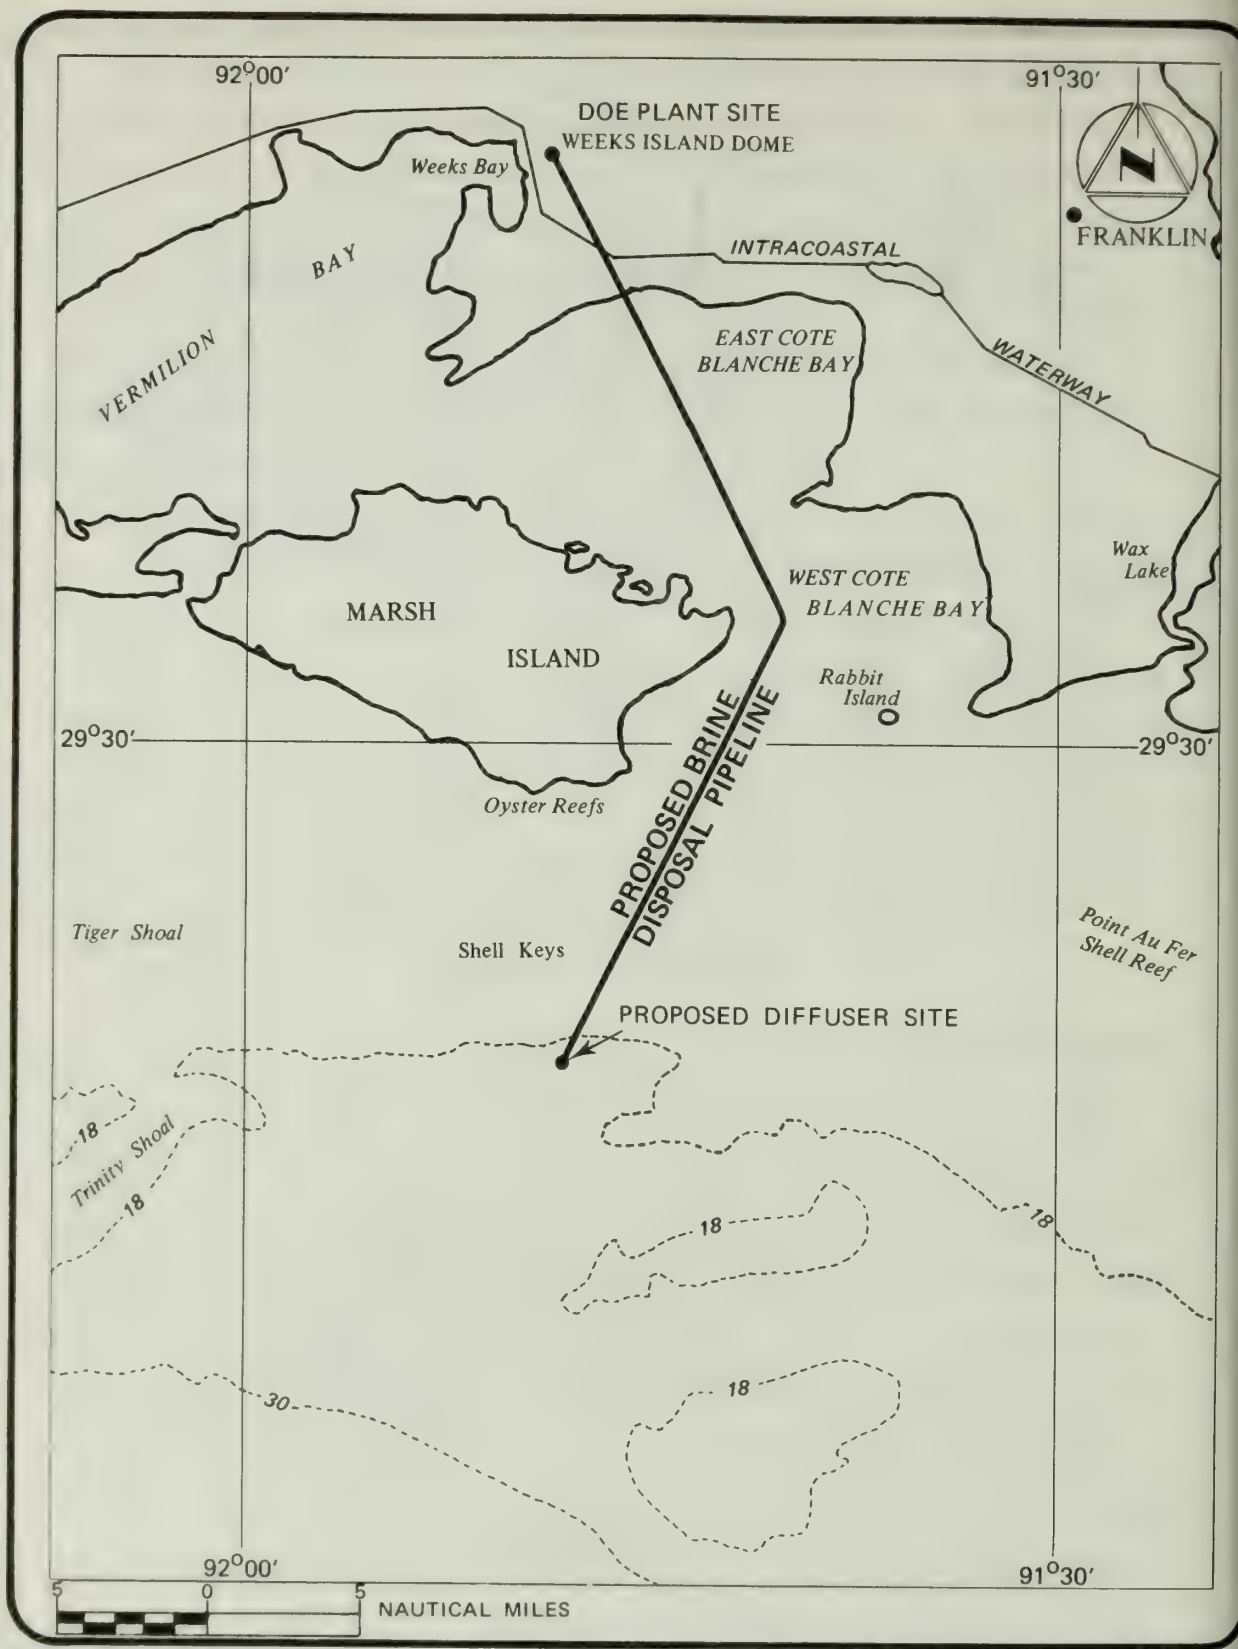 92°00'
91°30'
DOE PLANT SITE
WEEKS ISLAND DOME
Weeks Bay
N
FRANKLIN
INTRACOASTAL
BAY
VERMILION
EAST COTE
BLANCHE BAY
WATERWAY
Wax
Lake
WEST COTE
BLANCHE BAY
MARSH
ISLAND
Rabbit
Island
29°30'
29°30'
PROPOSED BRINE
DISPOSAL PIPELINE
Oyster Reefs
Tiger Shoal
Shell Keys
Point Au Fer
Shell Reef
PROPOSED DIFFUSER SITE
18
Trinity Shoal
18
18
18
18
30
92°00'
91°30'
5 0 5
NAUTICAL MILES